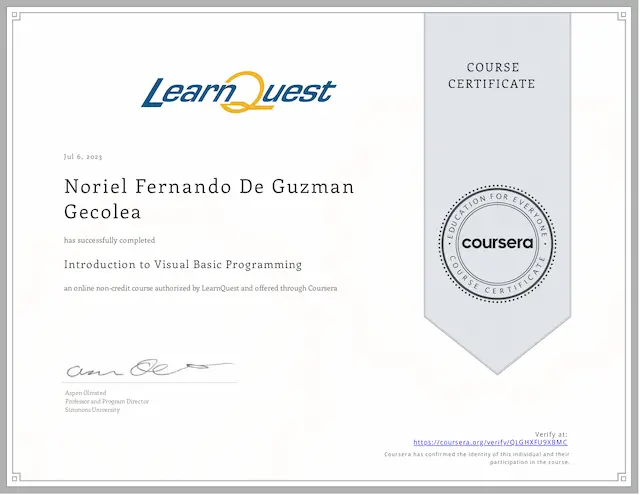 LearnQuest
COURSE
CERTIFICATE
Jul 6, 2023
Noriel Fernando De Guzman
Gecolea
has successfully completed
Introduction to Visual Basic Programming
an online non-credit course authorized by LearnQuest and offered through Coursera
EDUCATION FOR EVERYONE
coursera
COURSE CERTIFICATE
Aspen Olmsted
Professor and Program Director
Simmons University
Verify at:
https://coursera.org/verify/QLGHXFU9XBMC
Coursera has confirmed the identity of this individual and their
participation in the course.